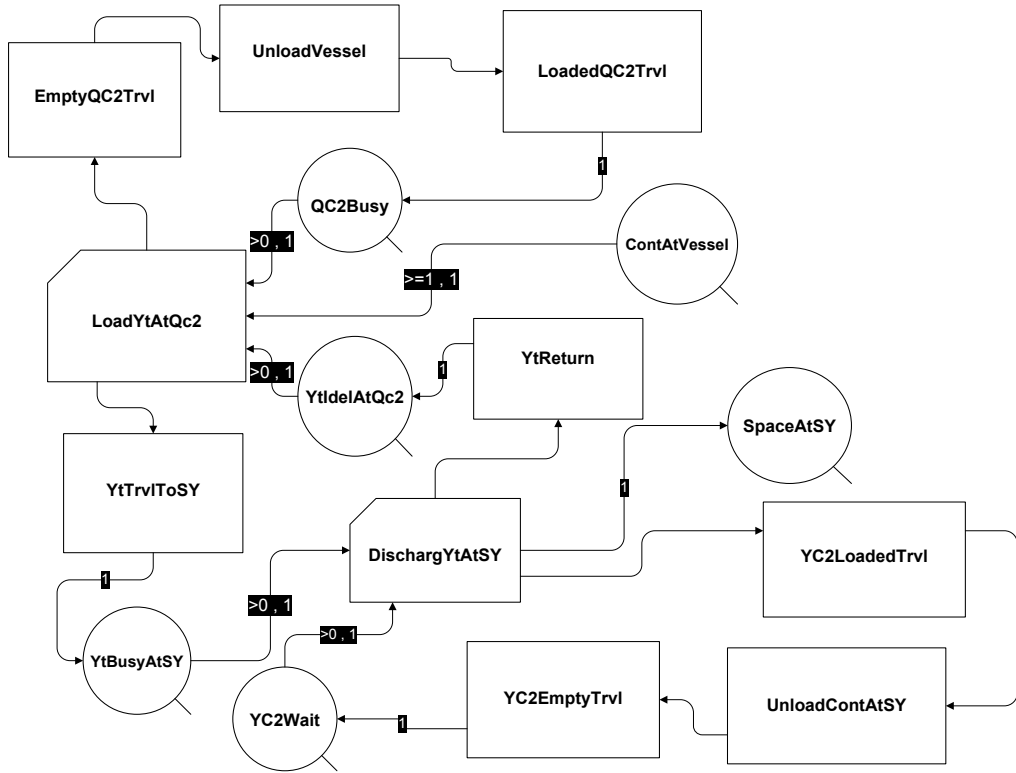 UnloadVessel
LoadedQC2Trvl
EmptyQC2Trvl
1
QC2Busy
>0 , 1
ContAtVessel
>=1 , 1
LoadYtAtQc2
YtReturn
1
>0 , 1
YtIdelAtQc2
SpaceAtSY
YtTrvlToSY
1
DischargYtAtSY
YC2LoadedTrvl
1
>0 , 1
>0 , 1
YtBusyAtSY
YC2EmptyTrvl
UnloadContAtSY
YC2Wait
1